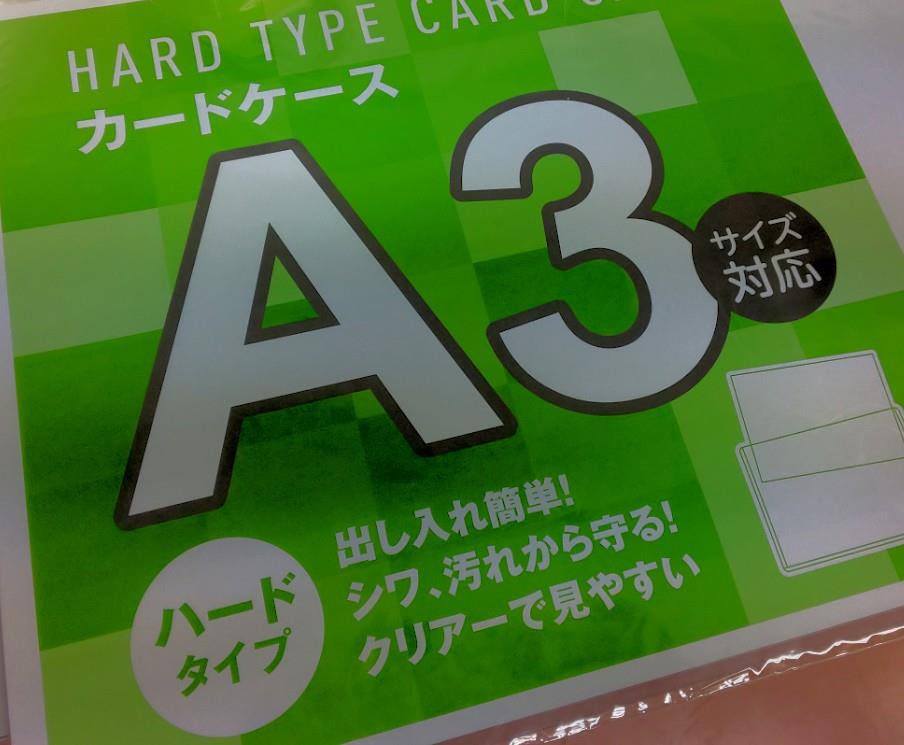 HARD TYPE CARD
カードケース
A3
サイズ
対応
出し入れ簡単!
シワ、汚れから守る!
クリアーで見やすい
ハード
タイプ